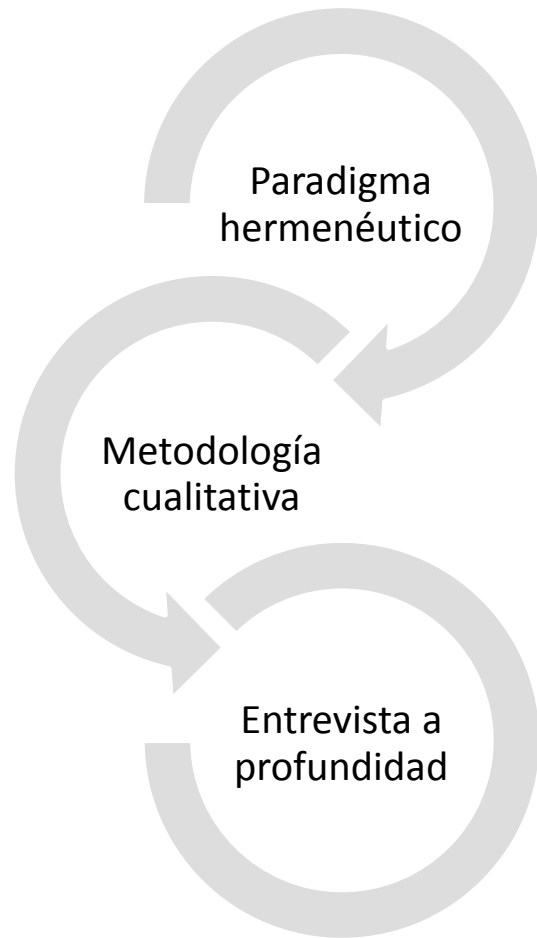 Paradigma
hermenéutico
Metodología
cualitativa
Entrevista a
profundidad